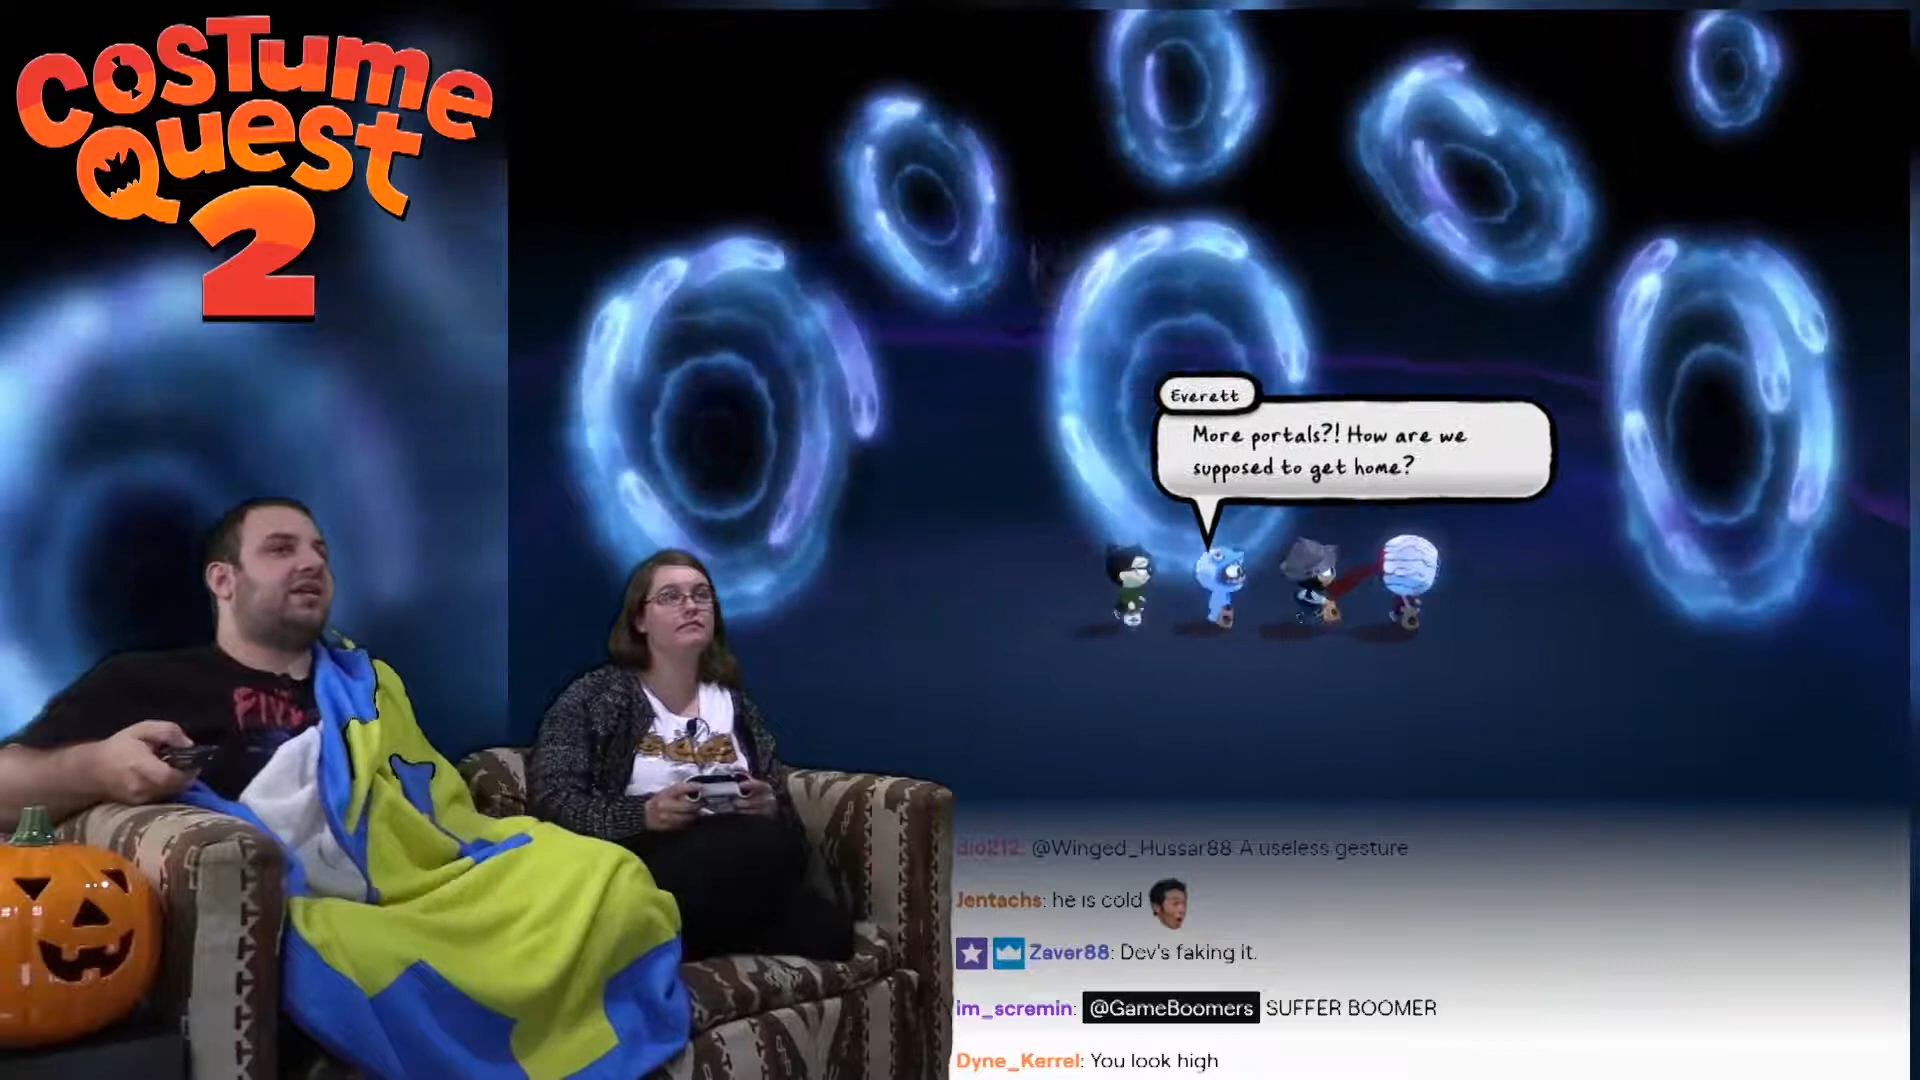 Costume
Quest
2
Everett
More portals?! How are we
supposed to get home?
dio212: @Winged_Hussar88 A useless gesture
Jentachs: he is cold
Zaver88: Dev's faking it.
im_scremin: @GameBoomers SUFFER BOOMER
Dyne_Kerrel: You look high